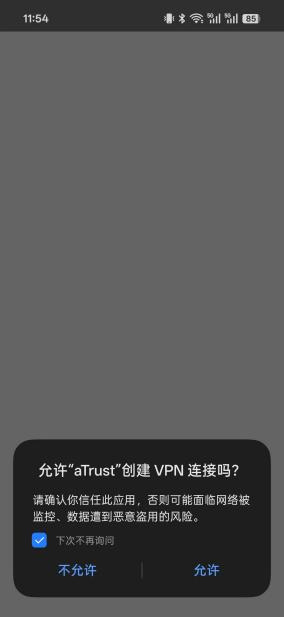 11:54
5G 5G 85
允许“aTrust”创建 VPN 连接吗？
请确认你信任此应用，否则可能面临网络被
监控、数据遭到恶意盗用的风险。
下次不再询问
不允许 允许